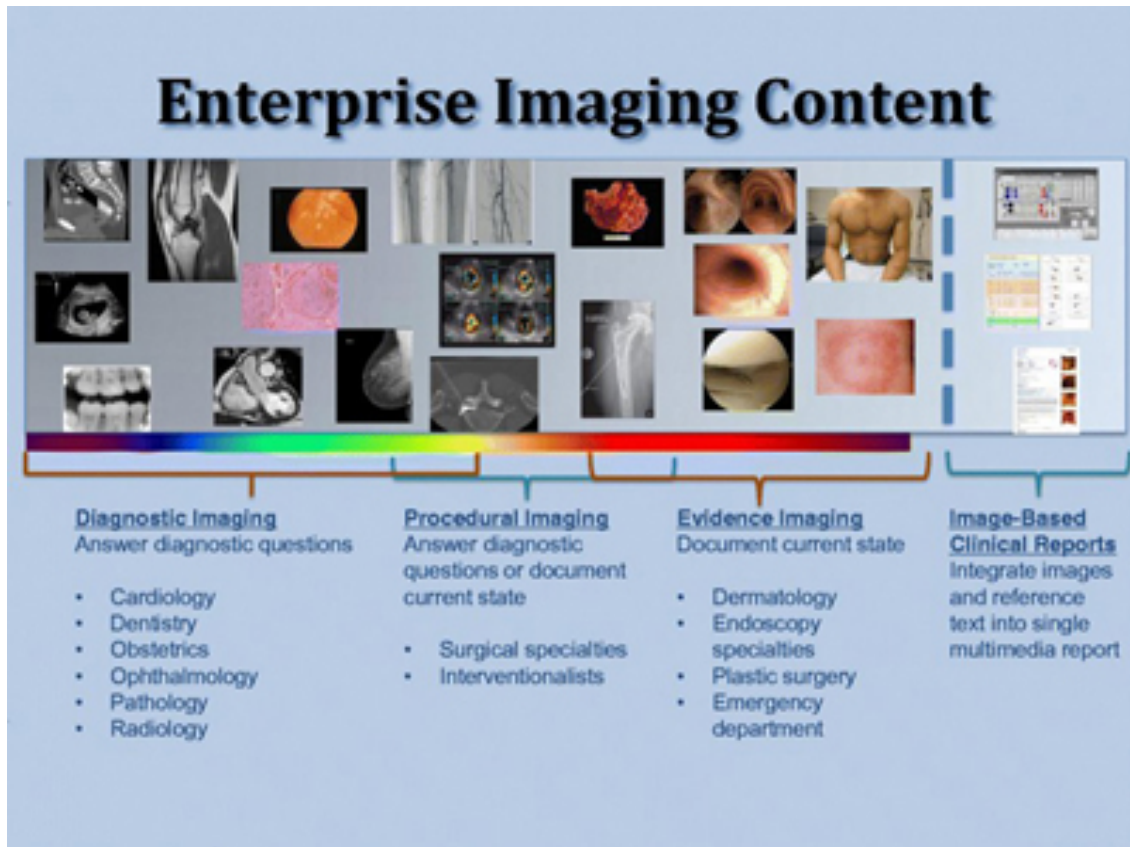 Enterprise Imaging Content
Diagnostic Imaging
Answer diagnostic questions
• Cardiology
• Dentistry
• Obstetrics
• Ophthalmology
• Pathology
• Radiology
Procedural Imaging
Answer diagnostic
questions or document
current state
• Surgical specialties
• Interventionalists
Evidence Imaging
Document current state
• Dermatology
• Endoscopy
specialties
• Plastic surgery
• Emergency
department
Image-Based
Clinical Reports
Integrate images
and reference
text into single
multimedia report